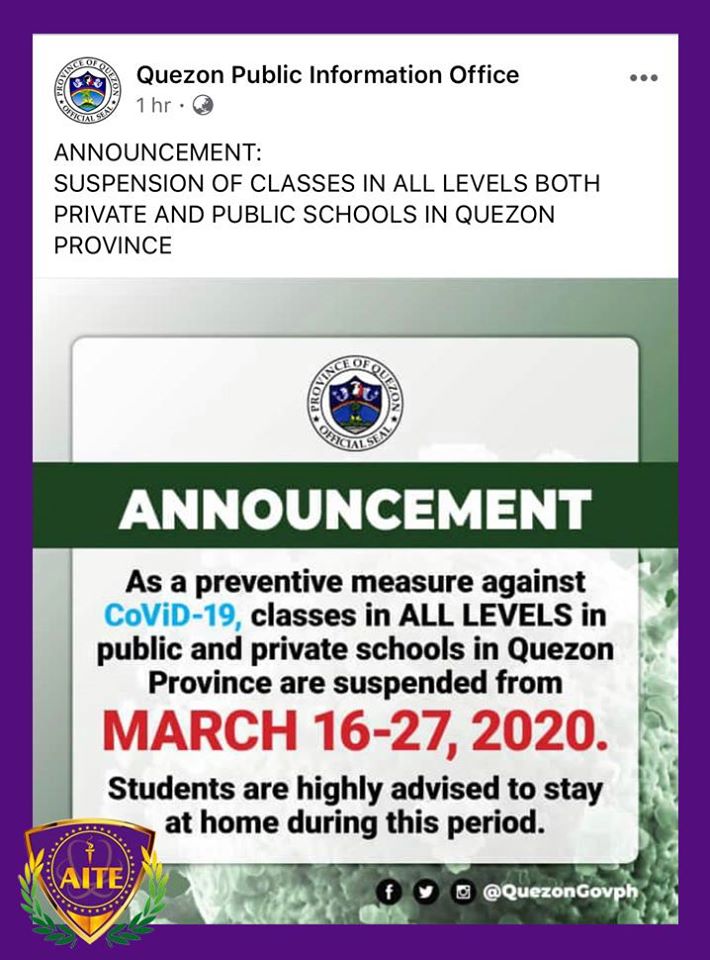 Quezon Public Information Office
1 hr ·
ANNOUNCEMENT:
SUSPENSION OF CLASSES IN ALL LEVELS BOTH
PRIVATE AND PUBLIC SCHOOLS IN QUEZON
PROVINCE
PROVINCE OF QUEZON
OFFICIAL SEAL
PROVINCE OF QUEZON
OFFICIAL SEAL
ANNOUNCEMENT
As a preventive measure against
CoViD-19, classes in ALL LEVELS in
public and private schools in Quezon
Province are suspended from
MARCH 16-27, 2020.
Students are highly advised to stay
at home during this period.
AITE
@QuezonGovph